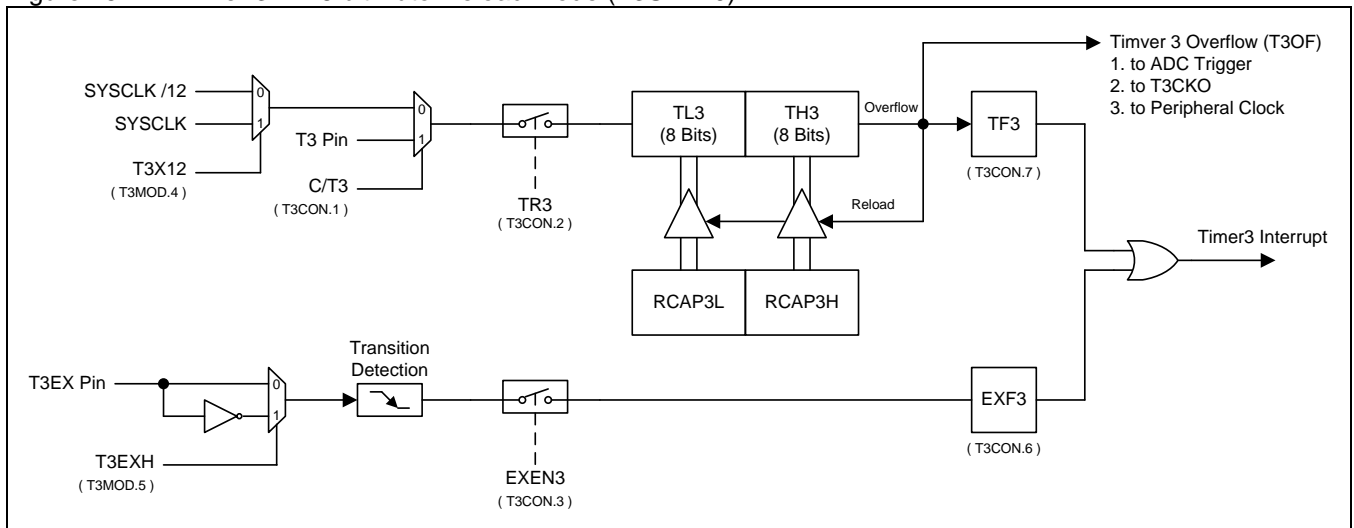 Timver 3 Overflow (T3OF)
1. to ADC Trigger
2. to T3CKO
3. to Peripheral Clock
SYSCLK /12
0
SYSCLK
1
T3X12
( T3MOD.4 )
0
T3 Pin
1
C/T3
( T3CON.1 )
TR3
( T3CON.2 )
TL3
(8 Bits)
TH3
(8 Bits)
Overflow
TF3
( T3CON.7 )
Reload
RCAP3L
RCAP3H
Timer3 Interrupt
Transition
Detection
T3EX Pin
0
1
T3EXH
( T3MOD.5 )
EXEN3
( T3CON.3 )
EXF3
( T3CON.6 )